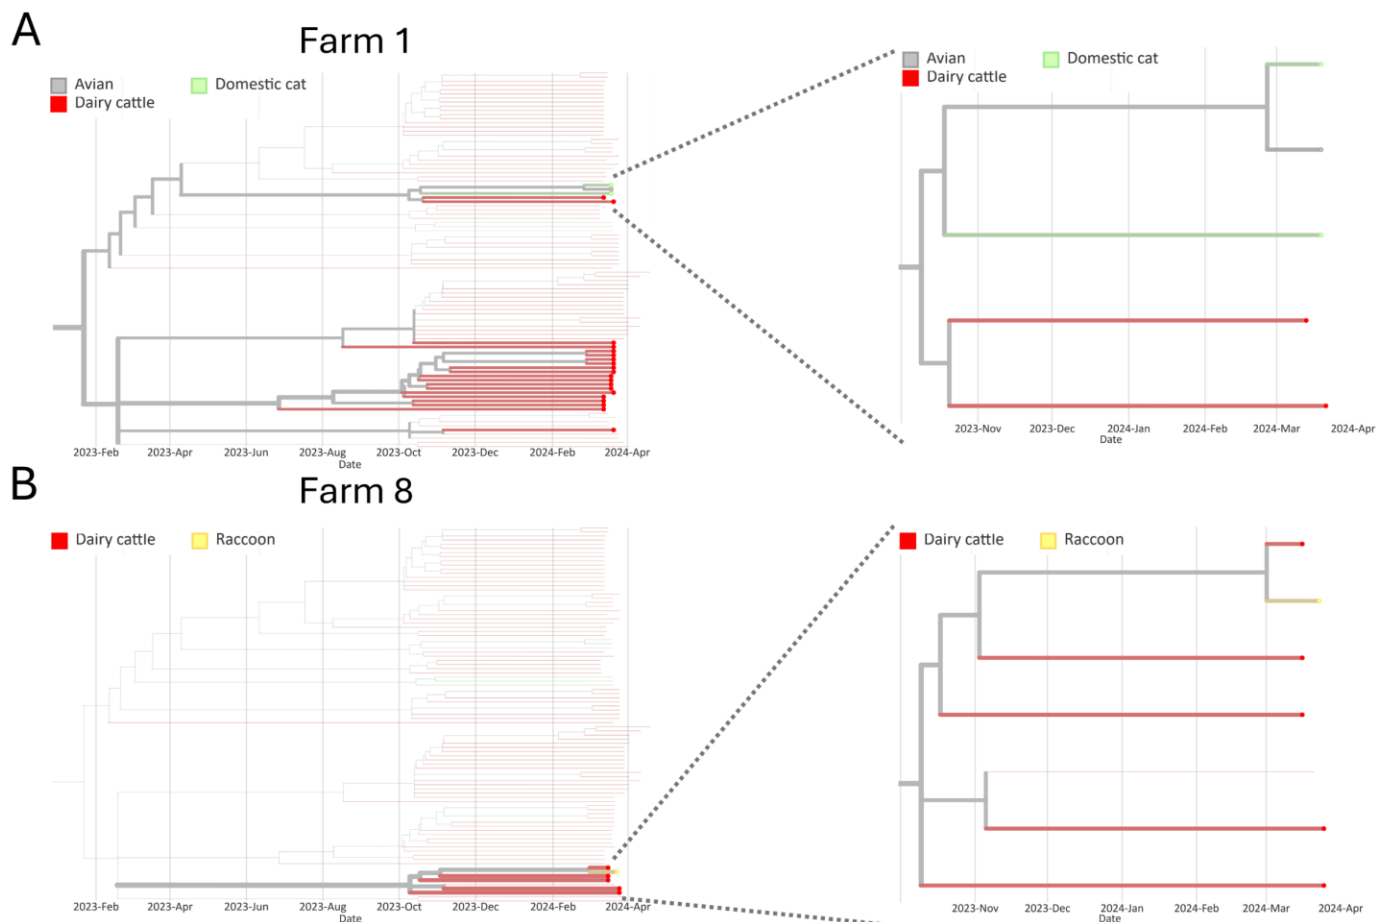 A
Farm 1
Avian
Domestic cat
Dairy cattle
2023-Feb 2023-Apr 2023-Jun 2023-Aug 2023-Oct 2023-Dec 2024-Feb 2024-Apr
Date
Avian
Domestic cat
Dairy cattle
2023-Nov 2023-Dec 2024-Jan 2024-Feb 2024-Mar 2024-Apr
Date
B
Farm 8
Dairy cattle
Raccoon
2023-Feb 2023-Apr 2023-Jun 2023-Aug 2023-Oct 2023-Dec 2024-Feb 2024-Apr
Date
Dairy cattle
Raccoon
2023-Nov 2023-Dec 2024-Jan 2024-Feb 2024-Mar 2024-Apr
Date